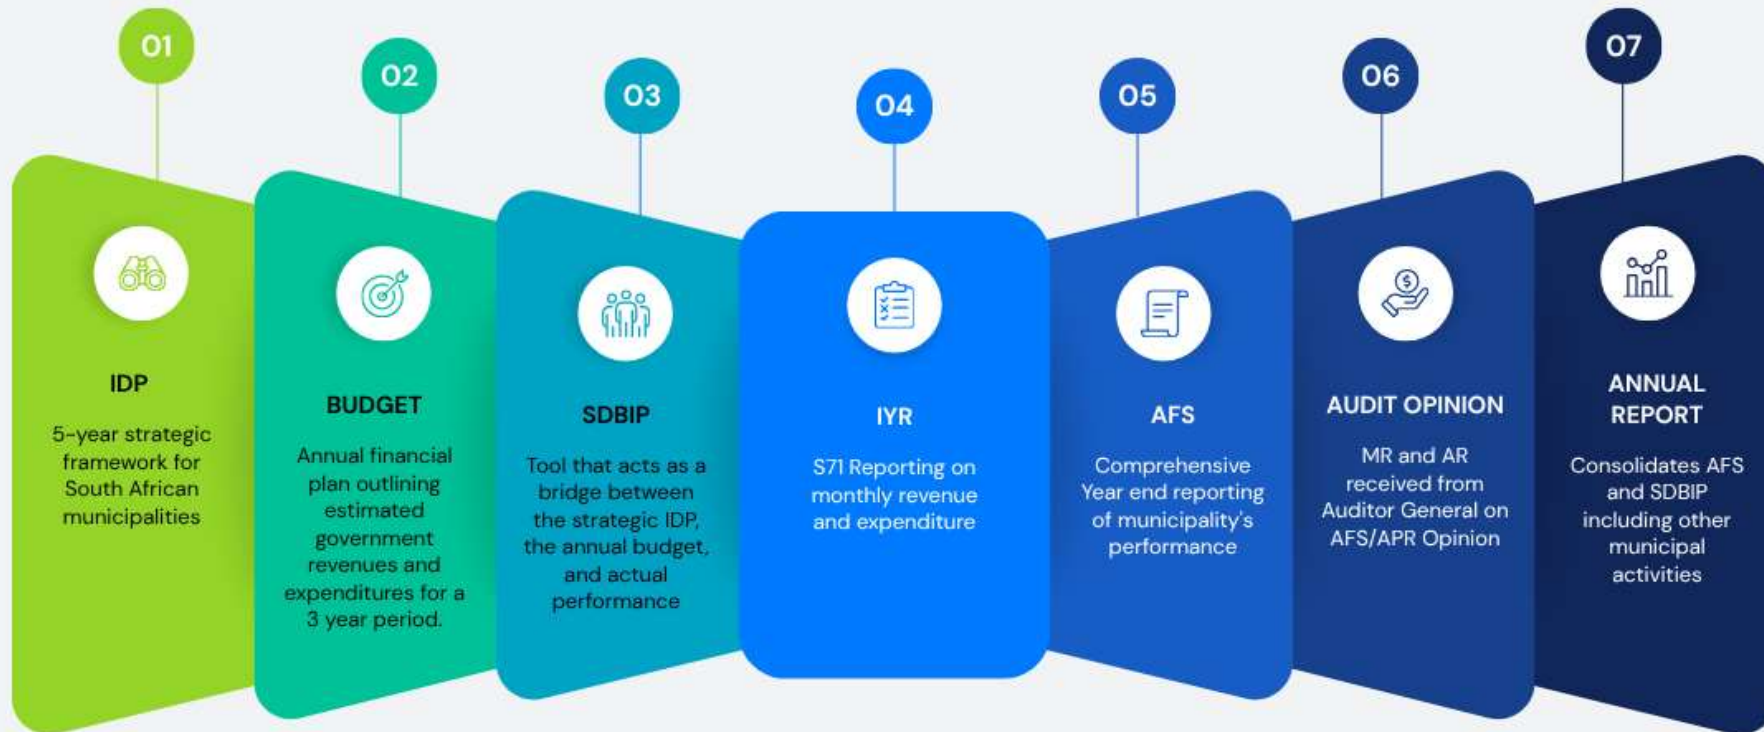 01
IDP
5-year strategic
framework for
South African
municipalities
02
BUDGET
Annual financial
plan outlining
estimated
government
revenues and
expenditures for a
3 year period.
03
SDBIP
Tool that acts as a
bridge between
the strategic IDP,
the annual budget,
and actual
performance
04
IYR
S71 Reporting on
monthly revenue
and expenditure
05
AFS
Comprehensive
Year end reporting
of municipality's
performance
06
AUDIT OPINION
MR and AR
received from
Auditor General on
AFS/APR Opinion
07
ANNUAL
REPORT
Consolidates AFS
and SDBIP
including other
municipal
activities